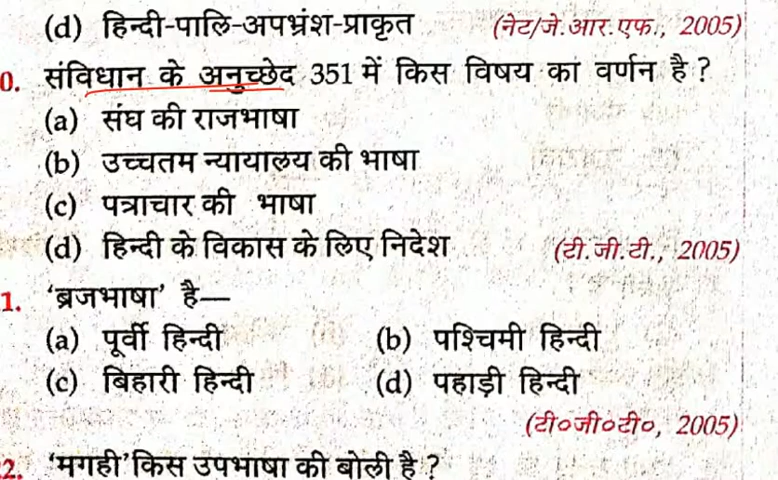 (d) हिन्दी-पालि-अपभ्रंश-प्राकृत (नेट/जे.आर.एफ., 2005)
0. संविधान के अनुच्छेद 351 में किस विषय का वर्णन है ?
(a) संघ की राजभाषा
(b) उच्चतम न्यायालय की भाषा
(c) पत्राचार की भाषा
(d) हिन्दी के विकास के लिए निदेश (टी.जी.टी., 2005)
1. ‘ब्रजभाषा’ है—
(a) पूर्वी हिन्दी (b) पश्चिमी हिन्दी
(c) बिहारी हिन्दी (d) पहाड़ी हिन्दी
(टी०जी०टी०, 2005)
2. ‘मगही’ किस उपभाषा की बोली है ?